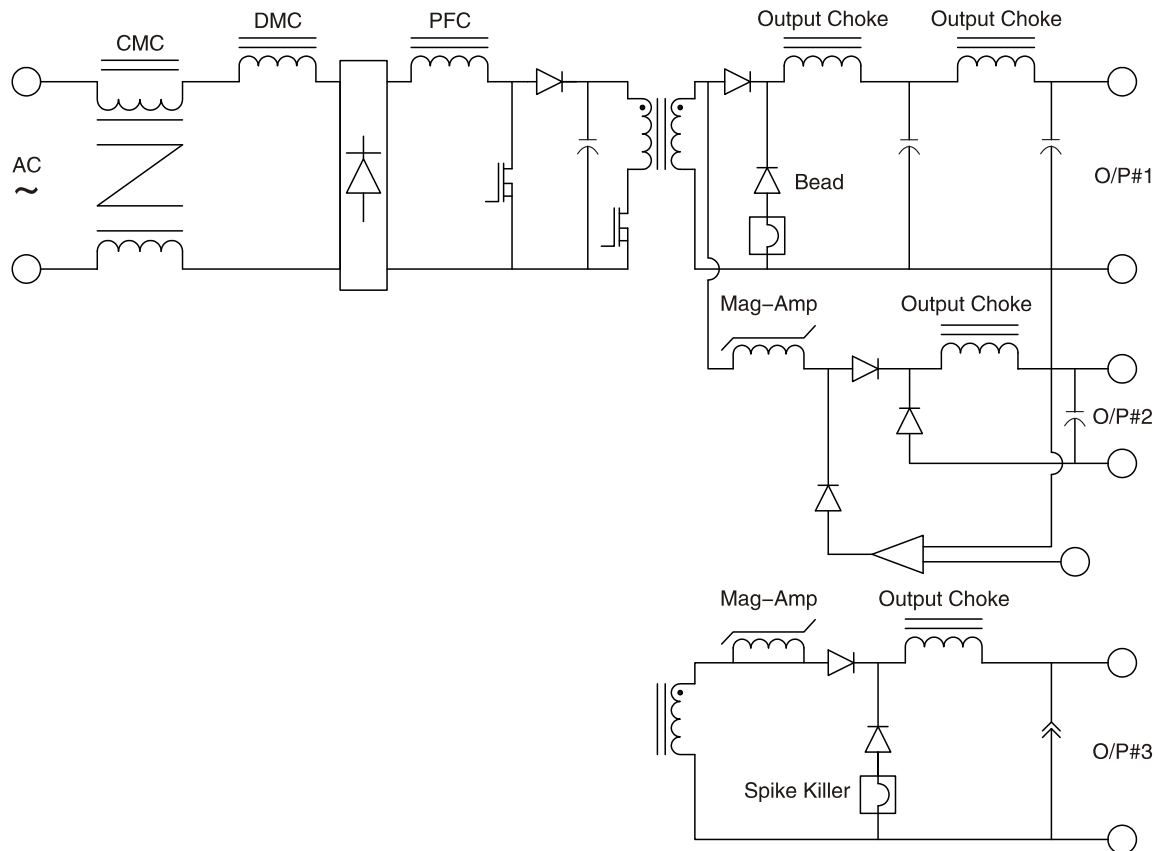 CMC
DMC
PFC
Output Choke
Output Choke
AC
~
Bead
O/P#1
Mag–Amp
Output Choke
O/P#2
Mag–Amp
Output Choke
Spike Killer
O/P#3